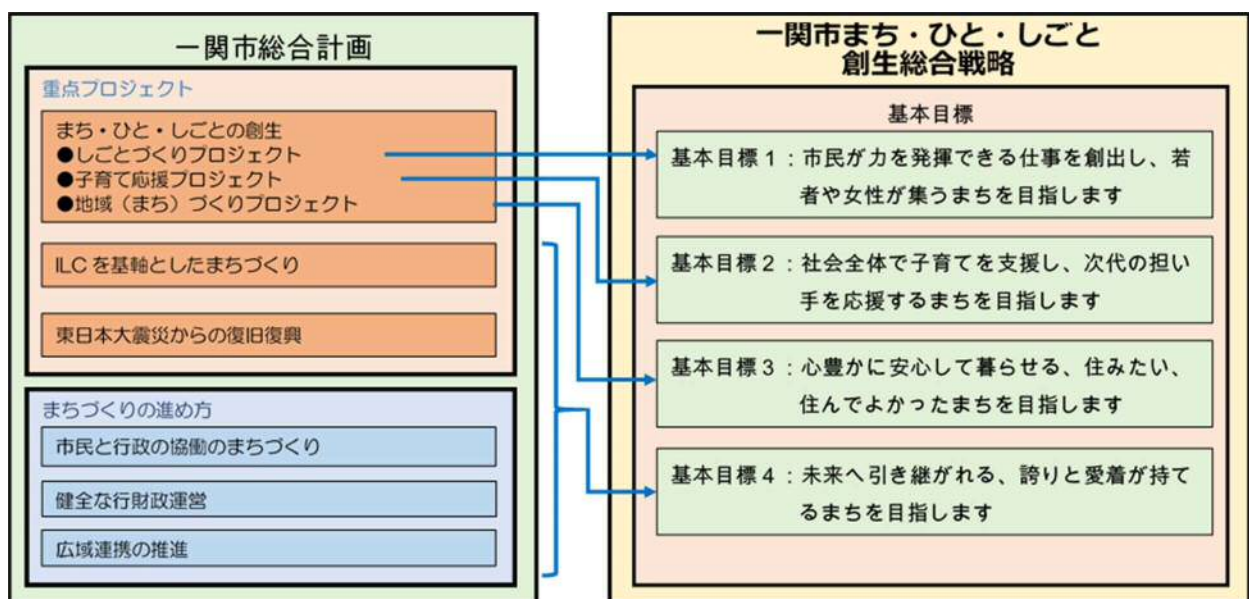 一関市総合計画
重点プロジェクト
まち・ひと・しごとの創生
●しごとづくりプロジェクト
●子育て応援プロジェクト
●地域（まち）づくりプロジェクト
ILCを基軸としたまちづくり
東日本大震災からの復旧復興
まちづくりの進め方
市民と行政の協働のまちづくり
健全な行財政運営
広域連携の推進
一関市まち・ひと・しごと
創生総合戦略
基本目標
基本目標１：市民が力を発揮できる仕事を創出し、若
者や女性が集うまちを目指します
基本目標２：社会全体で子育てを支援し、次代の担い
手を応援するまちを目指します
基本目標３：心豊かに安心して暮らせる、住みたい、
住んでよかったまちを目指します
基本目標４：未来へ引き継がれる、誇りと愛着が持て
るまちを目指します